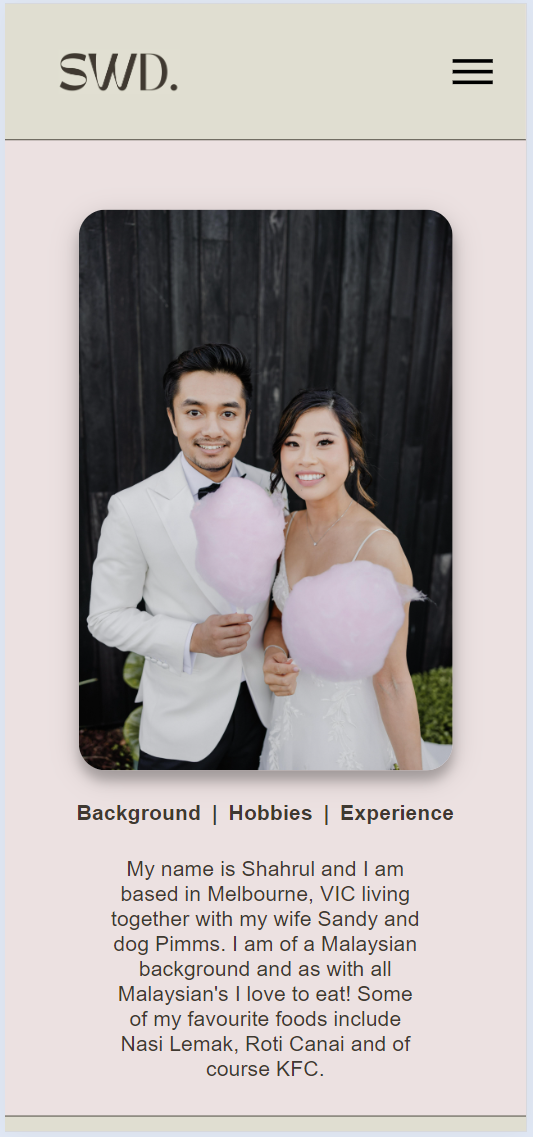 SWD.
Background | Hobbies | Experience
My name is Shahrul and I am
based in Melbourne, VIC living
together with my wife Sandy and
dog Pimms. I am of a Malaysian
background and as with all
Malaysian's I love to eat! Some
of my favourite foods include
Nasi Lemak, Roti Canai and of
course KFC.